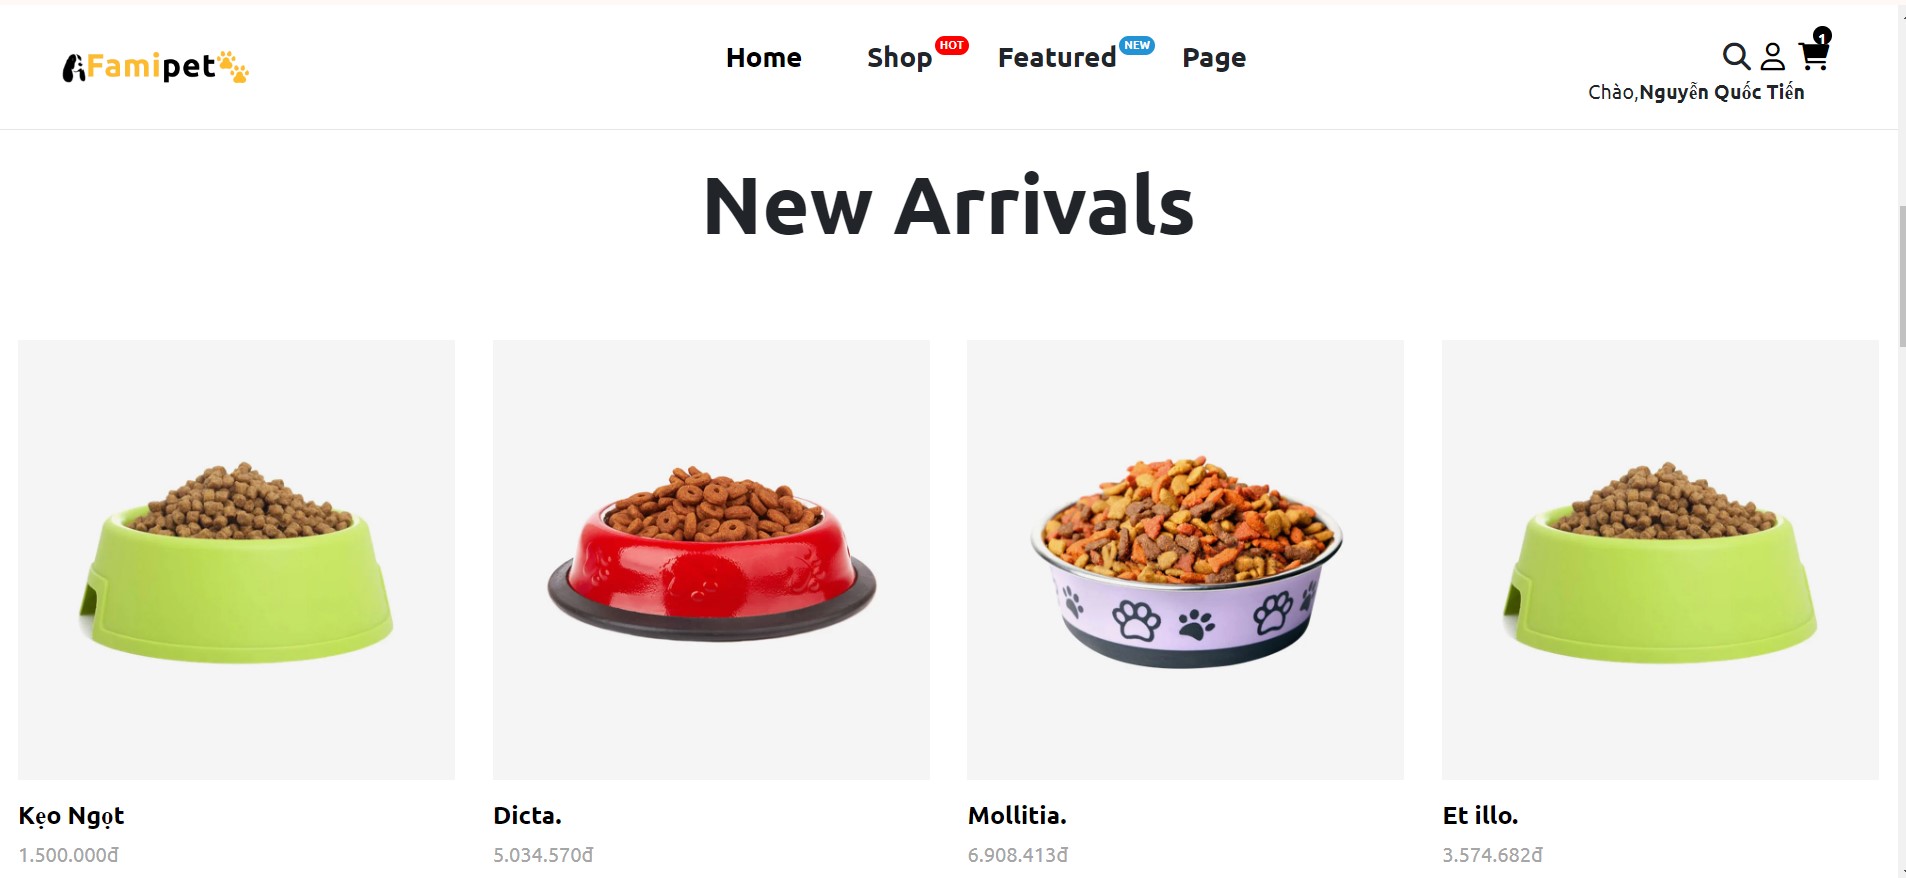 Famipet
Home Shop HOT Featured NEW Page
1
Chào,Nguyễn Quốc Tiến
New Arrivals
Kẹo Ngọt
1.500.000đ
Dicta.
5.034.570đ
Mollitia.
6.908.413đ
Et illo.
3.574.682đ